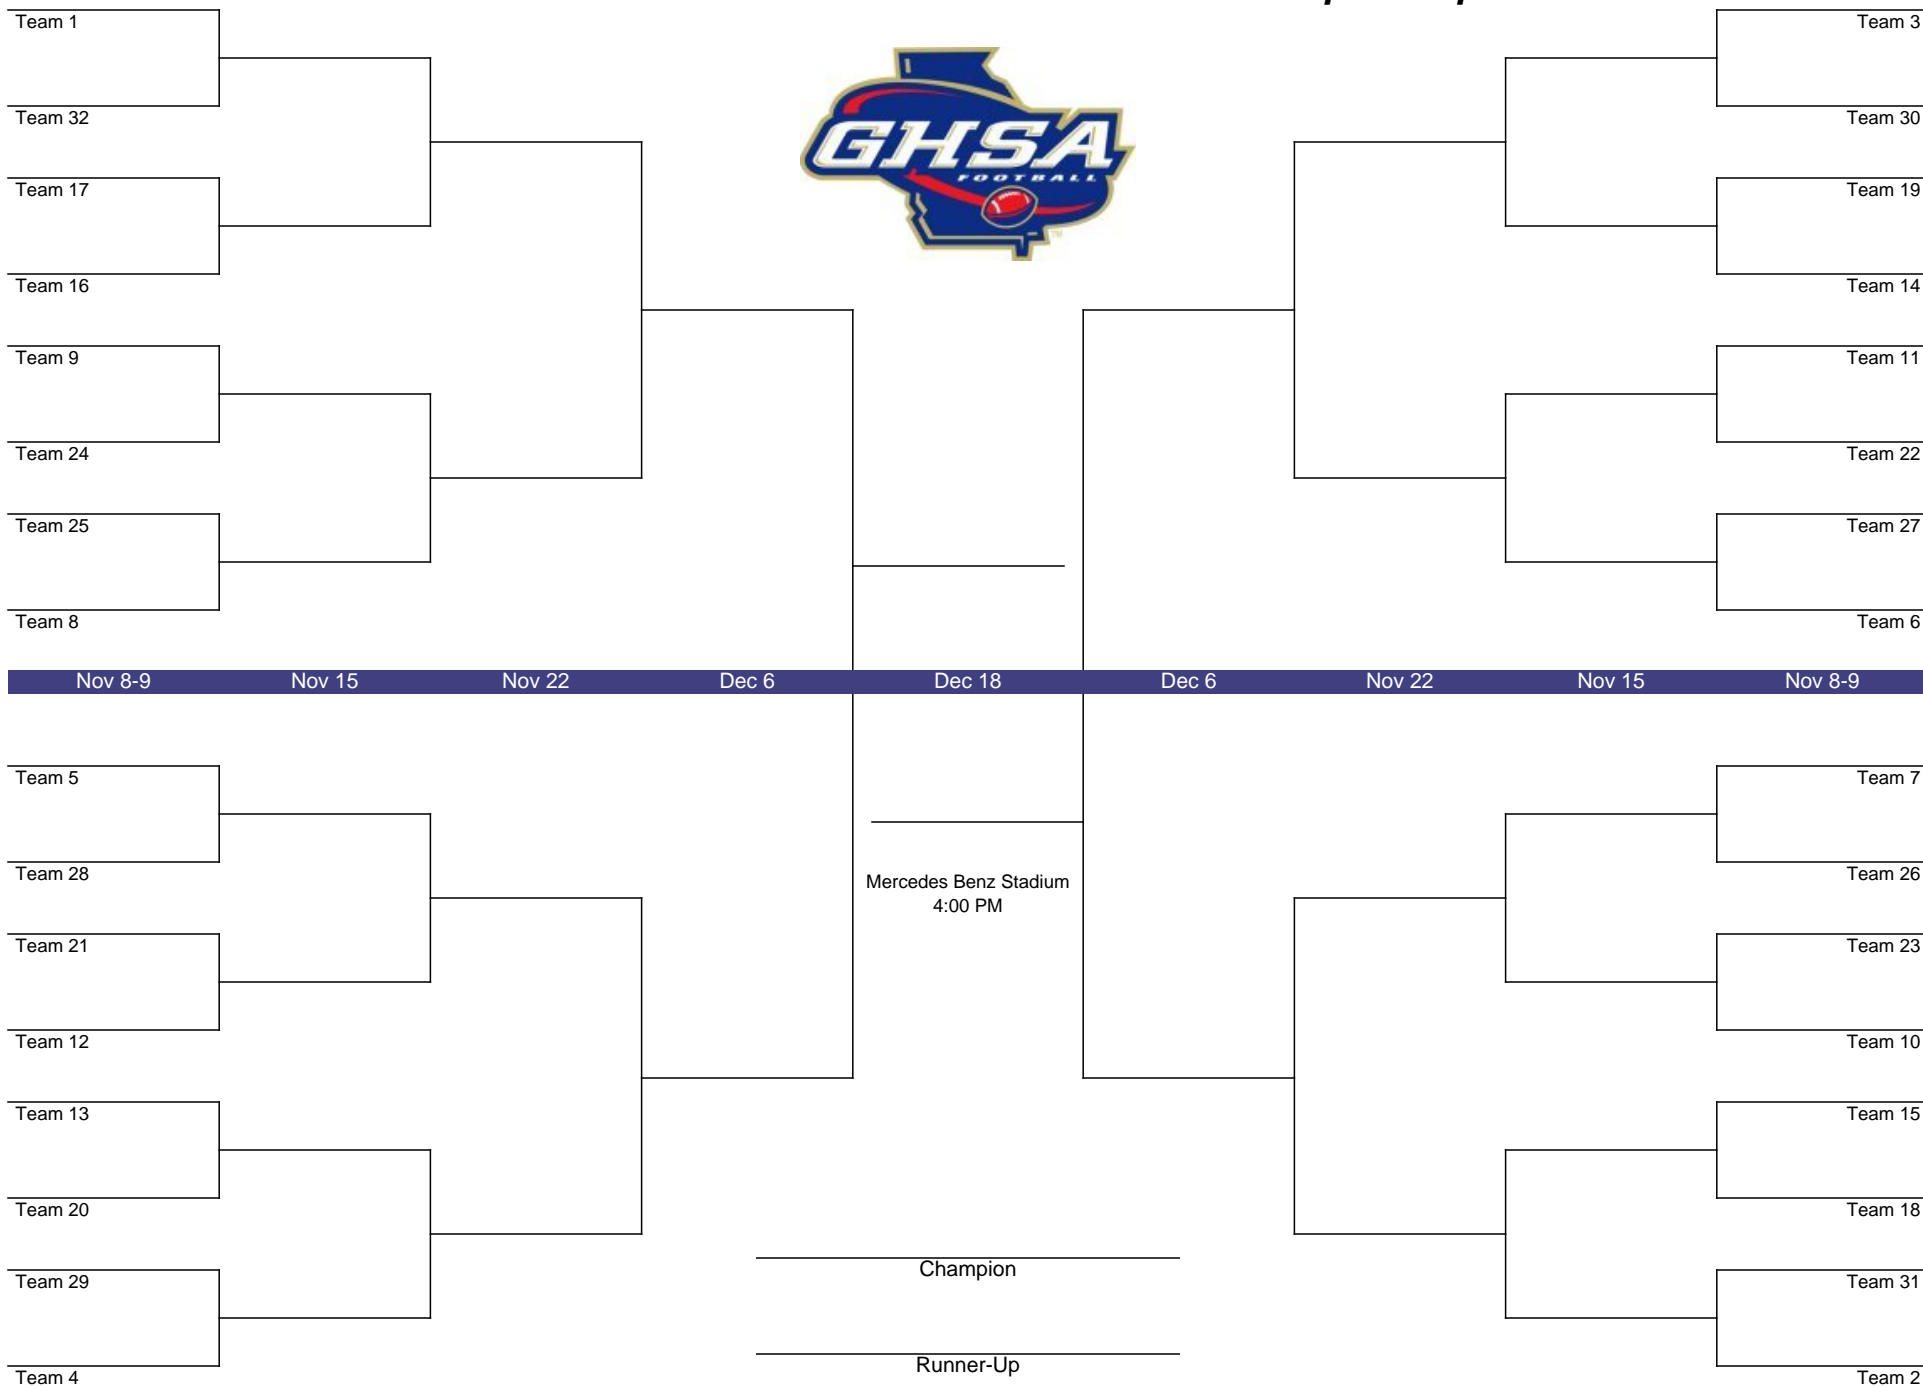 Team 1
Team 3
Team 32
Team 30
Team 17
Team 19
Team 16
Team 14
GHSA
FOOTBALL
TM
Team 9
Team 11
Team 24
Team 22
Team 25
Team 27
Team 8
Team 6
Nov 8-9 Nov 15 Nov 22 Dec 6 Dec 18 Dec 6 Nov 22 Nov 15 Nov 8-9
Team 5
Team 7
Team 28
Team 26
Mercedes Benz Stadium
4:00 PM
Team 21
Team 23
Team 12
Team 10
Team 13
Team 15
Team 20
Team 18
Champion
Team 29
Team 31
Runner-Up
Team 4
Team 2